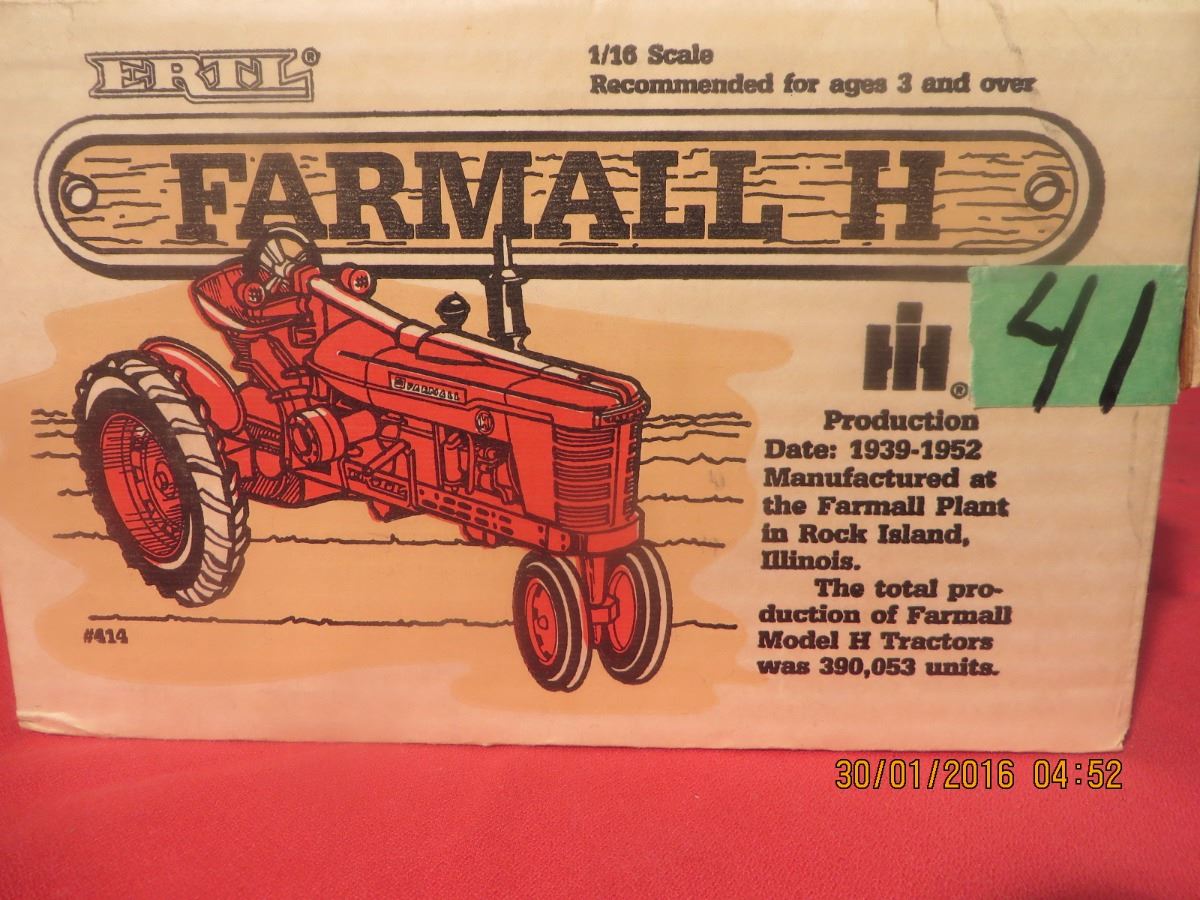 ERTL®
1/16 Scale
Recommended for ages 3 and over
FARMALL H
41
FARMALL
IH
®
Production
Date: 1939-1952
Manufactured at
the Farmall Plant
in Rock Island,
Illinois.
The total pro-
duction of Farmall
Model H Tractors
was 390,053 units.
#414
30/01/2016 04:52